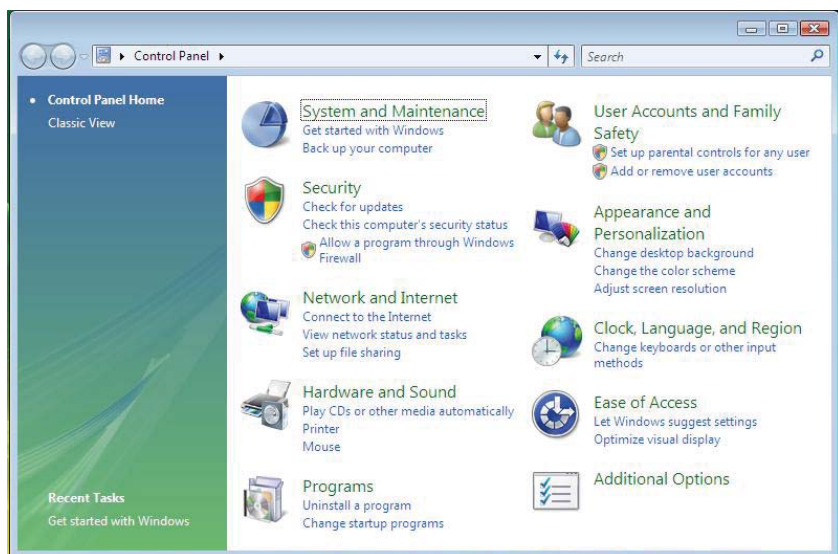 Control Panel
Search
Control Panel Home
Classic View
Recent Tasks
Get started with Windows
System and Maintenance
Get started with Windows
Back up your computer
Security
Check for updates
Check this computer's security status
Allow a program through Windows
Firewall
Network and Internet
Connect to the Internet
View network status and tasks
Set up file sharing
Hardware and Sound
Play CDs or other media automatically
Printer
Mouse
Programs
Uninstall a program
Change startup programs
User Accounts and Family
Safety
Set up parental controls for any user
Add or remove user accounts
Appearance and
Personalization
Change desktop background
Change the color scheme
Adjust screen resolution
Clock, Language, and Region
Change keyboards or other input
methods
Ease of Access
Let Windows suggest settings
Optimize visual display
Additional Options